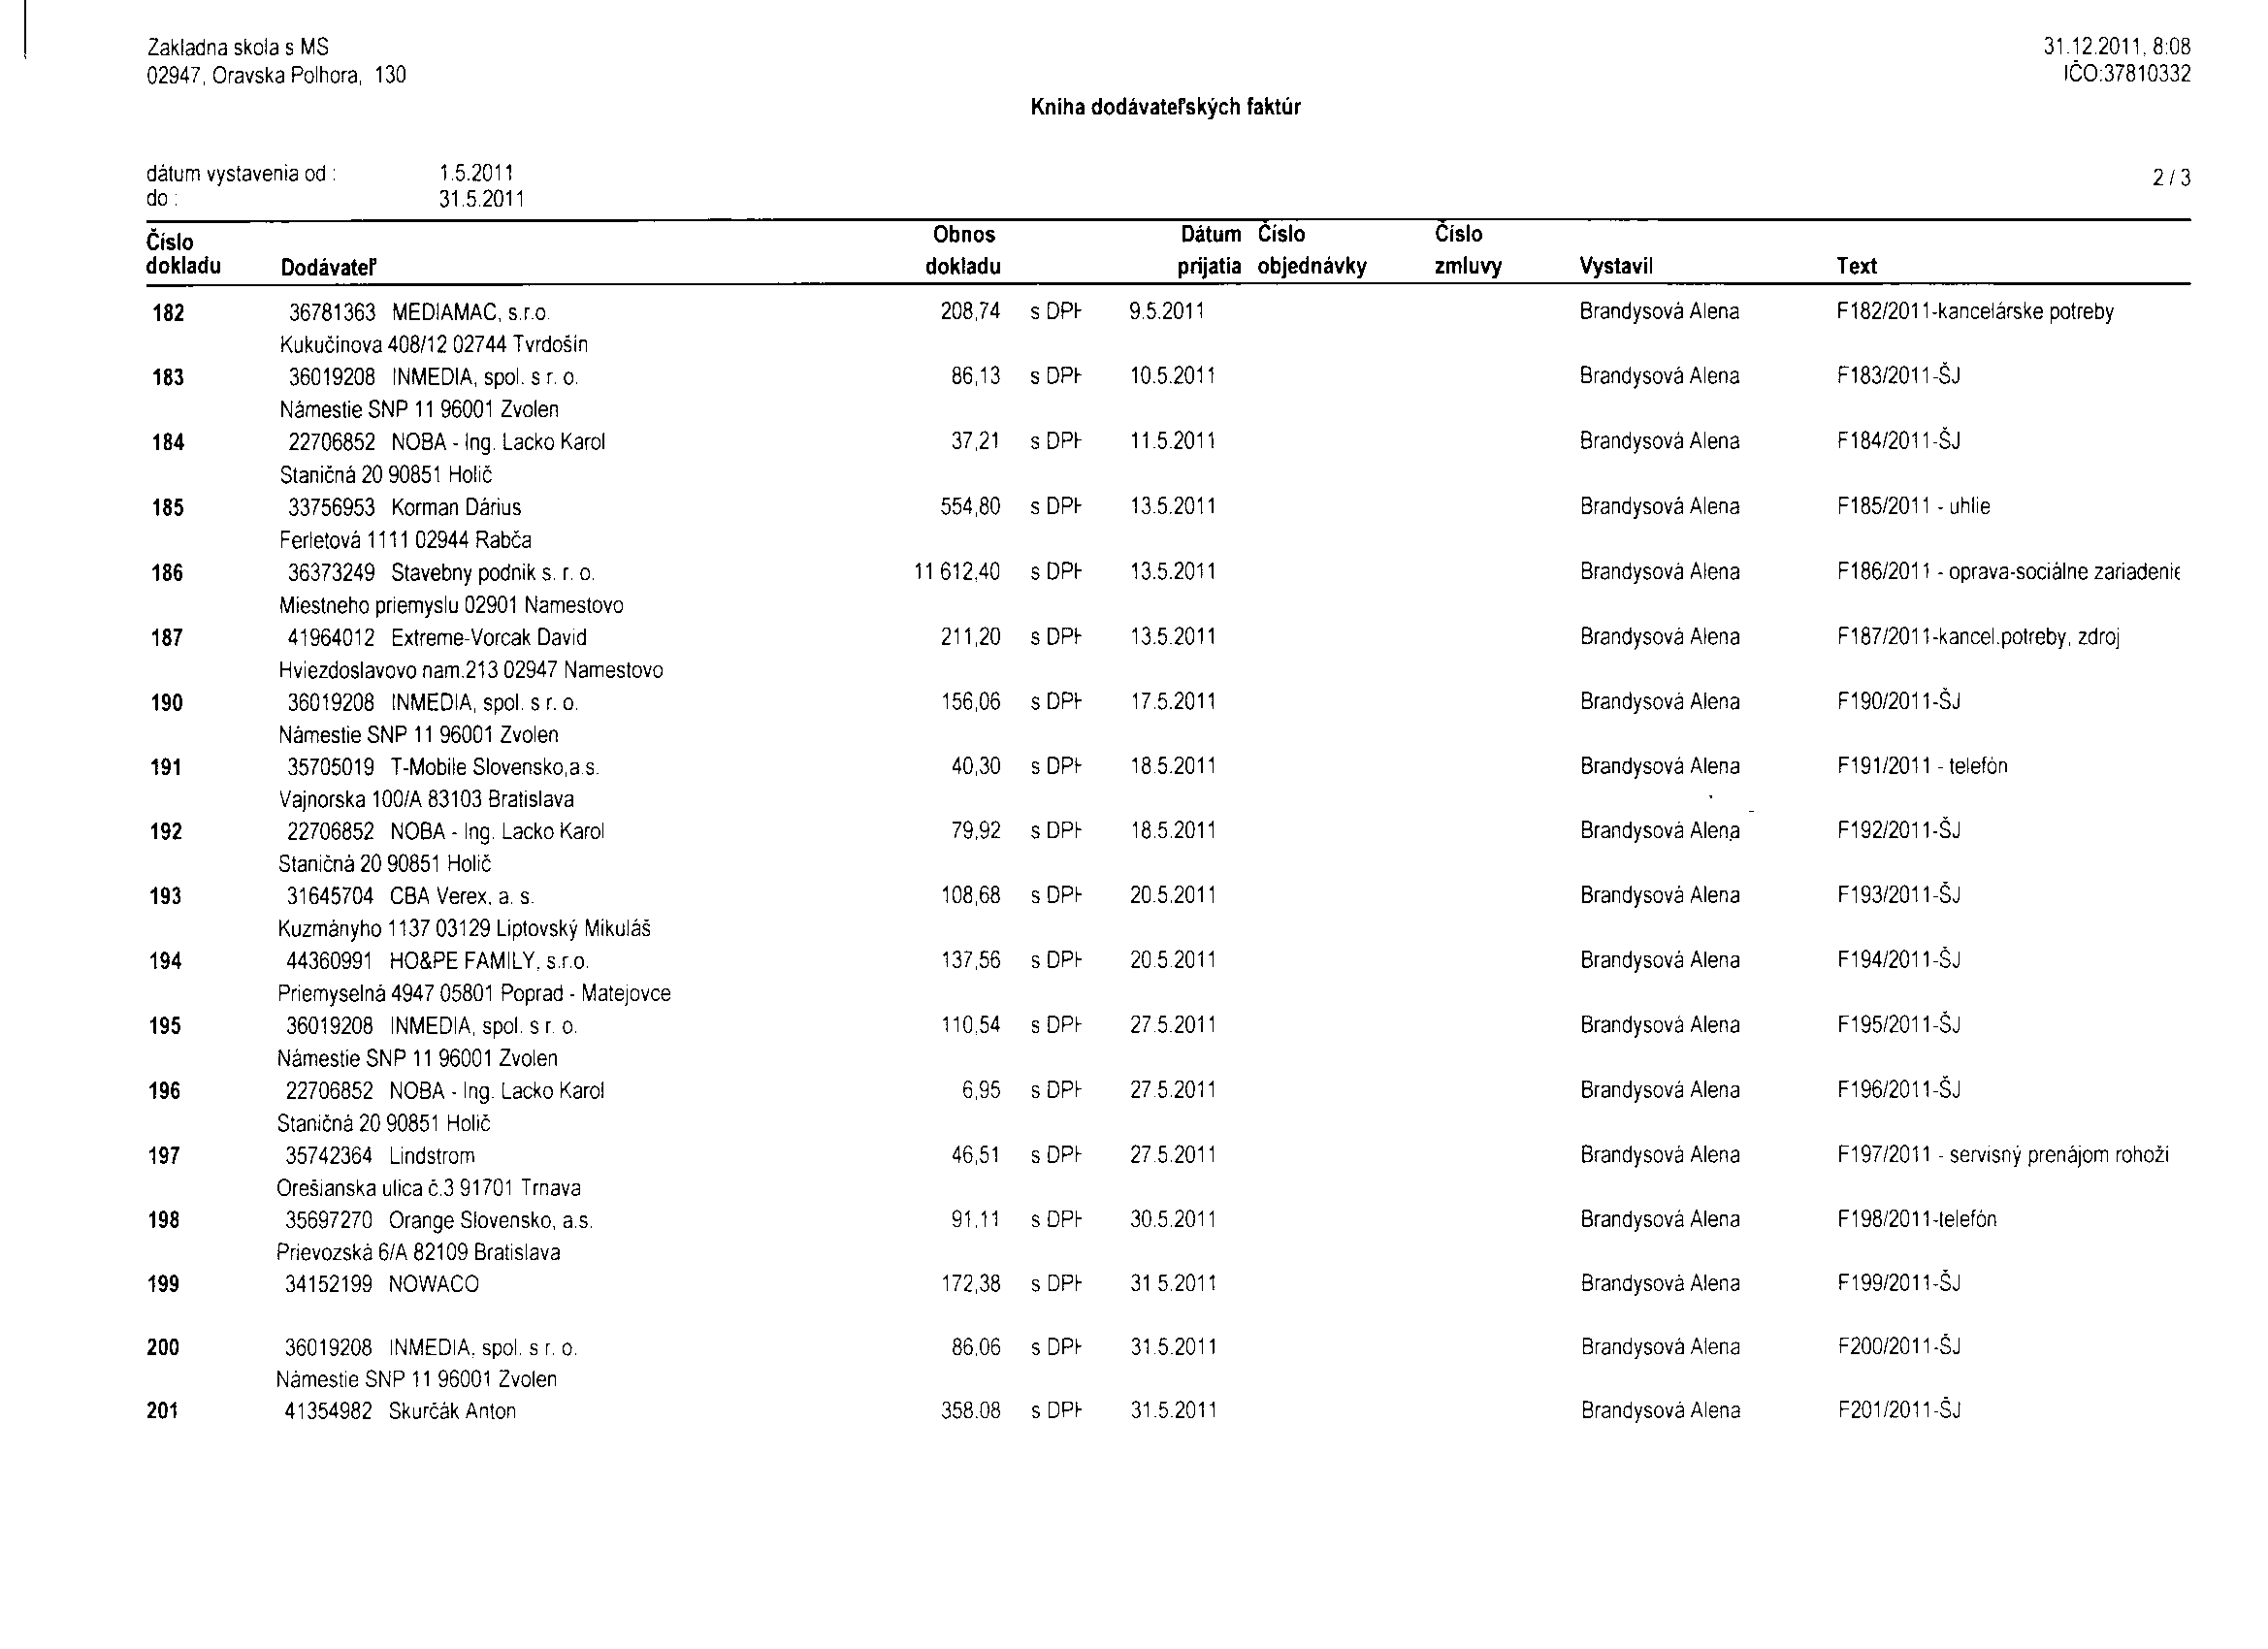 Zakladna skola s MS
31.12.2011, 8:08
02947, Oravska Polhora, 130
IČO:37810332
Kniha dodávateľských faktúr
dátum vystavenia od : 1.5.2011
2 / 3
do : 31.5.2011
Číslo Obnos Dátum Číslo Číslo
dokladu Dodávateľ dokladu prijatia objednávky zmluvy Vystavil Text
182 36781363 MEDIAMAC, s.r.o. 208,74 s DPH 9.5.2011 Brandysová Alena F182/2011-kancelárske potreby
Kukučinova 408/12 02744 Tvrdošín
183 36019208 INMEDIA, spol. s r. o. 86,13 s DPH 10.5.2011 Brandysová Alena F183/2011-ŠJ
Námestie SNP 11 96001 Zvolen
184 22706852 NOBA - Ing. Lacko Karol 37,21 s DPH 11.5.2011 Brandysová Alena F184/2011-ŠJ
Staničná 20 90851 Holíč
185 33756953 Korman Dárius 554,80 s DPH 13.5.2011 Brandysová Alena F185/2011 - uhlie
Ferletová 1111 02944 Rabča
186 36373249 Stavebny podnik s. r. o. 11 612,40 s DPH 13.5.2011 Brandysová Alena F186/2011 - oprava-sociálne zariadenie
Miestneho priemyslu 02901 Namestovo
187 41964012 Extreme-Vorcak David 211,20 s DPH 13.5.2011 Brandysová Alena F187/2011-kancel.potreby, zdroj
Hviezdoslavovo nam.213 02947 Namestovo
190 36019208 INMEDIA, spol. s r. o. 156,06 s DPH 17.5.2011 Brandysová Alena F190/2011-ŠJ
Námestie SNP 11 96001 Zvolen
191 35705019 T-Mobile Slovensko,a.s. 40,30 s DPH 18.5.2011 Brandysová Alena F191/2011 - telefón
Vajnorska 100/A 83103 Bratislava
192 22706852 NOBA - Ing. Lacko Karol 79,92 s DPH 18.5.2011 Brandysová Alena F192/2011-ŠJ
Staničná 20 90851 Holíč
193 31645704 CBA Verex, a. s. 108,68 s DPH 20.5.2011 Brandysová Alena F193/2011-ŠJ
Kuzmányho 1137 03129 Liptovský Mikuláš
194 44360991 HO&PE FAMILY, s.r.o. 137,56 s DPH 20.5.2011 Brandysová Alena F194/2011-ŠJ
Priemyselná 4947 05801 Poprad - Matejovce
195 36019208 INMEDIA, spol. s r. o. 110,54 s DPH 27.5.2011 Brandysová Alena F195/2011-ŠJ
Námestie SNP 11 96001 Zvolen
196 22706852 NOBA - Ing. Lacko Karol 6,95 s DPH 27.5.2011 Brandysová Alena F196/2011-ŠJ
Staničná 20 90851 Holíč
197 35742364 Lindstrom 46,51 s DPH 27.5.2011 Brandysová Alena F197/2011 - servisný prenájom rohoží
Orešianska ulica č.3 91701 Trnava
198 35697270 Orange Slovensko, a.s. 91,11 s DPH 30.5.2011 Brandysová Alena F198/2011-telefón
Prievozská 6/A 82109 Bratislava
199 34152199 NOWACO 172,38 s DPH 31.5.2011 Brandysová Alena F199/2011-ŠJ
200 36019208 INMEDIA, spol. s r. o. 86,06 s DPH 31.5.2011 Brandysová Alena F200/2011-ŠJ
Námestie SNP 11 96001 Zvolen
201 41354982 Skurčák Anton 358.08 s DPH 31.5.2011 Brandysová Alena F201/2011-ŠJ